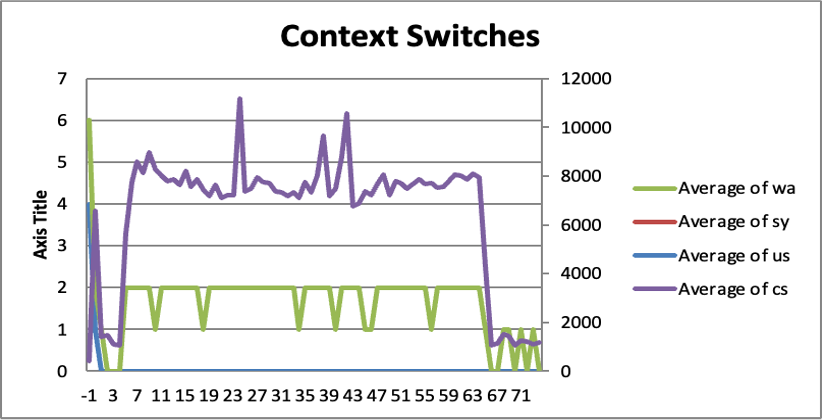 Context Switches
7
6
5
4
3
2
1
0
Axis Title
12000
10000
8000
6000
4000
2000
0
-1 3 7 11 15 19 23 27 31 35 39 43 47 51 55 59 63 67 71
Average of wa
Average of sy
Average of us
Average of cs